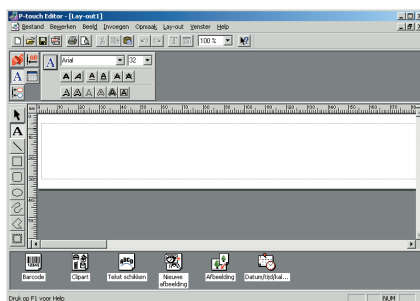 P-touch Editor - [Lay-out1]
Bestand Bewerken Beeld Invoegen Opmaak Lay-out Venster Help
100 %
Arial 32
Barcode
Clipart
Tekst schikken
Nieuwe afbeelding
Afbeelding
Datum/tijd/kal...
Druk op F1 voor Help
NUM